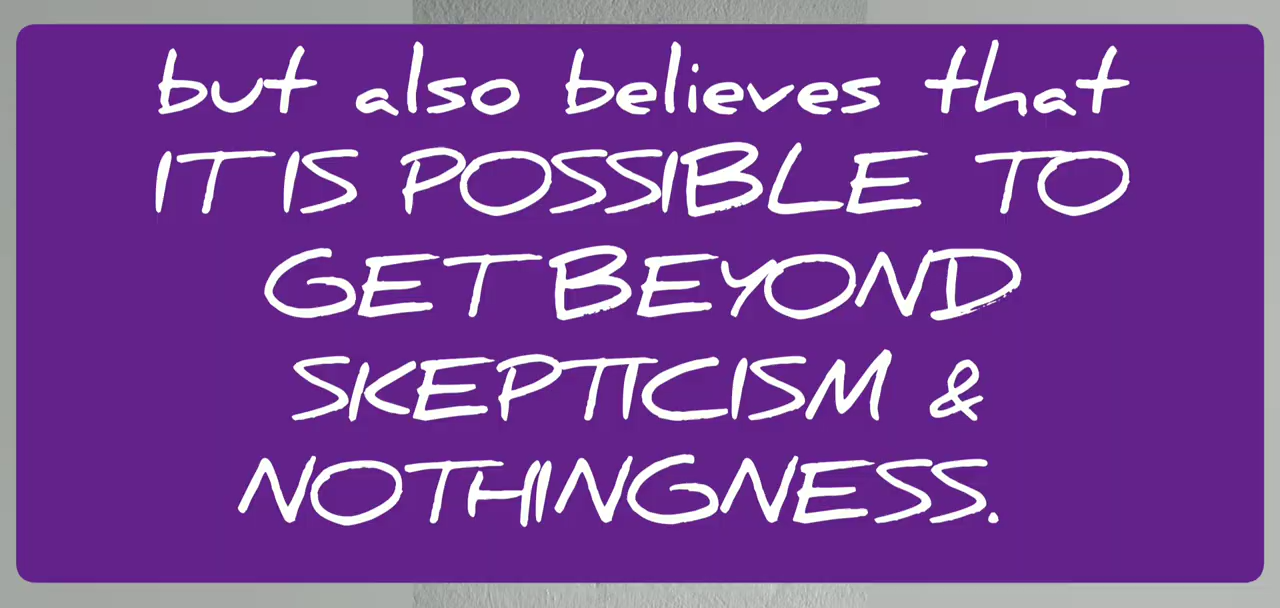 but also believes that
IT IS POSSIBLE TO
GET BEYOND
SKEPTICISM &
NOTHINGNESS.